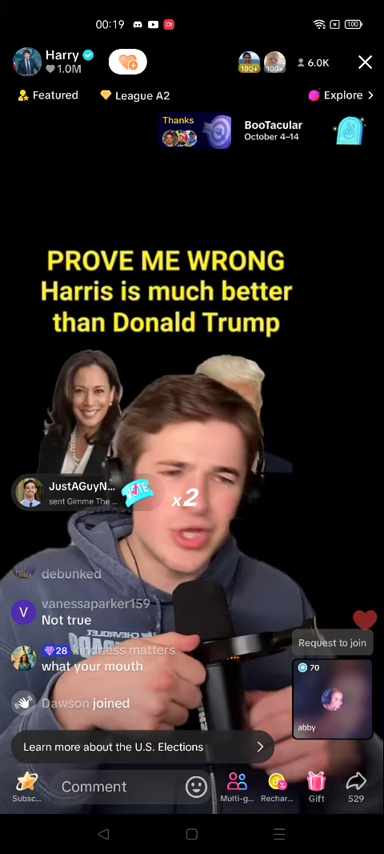 00:19
100
Harry
1.0M
100+
100+
6.0K
Featured
League A2
Explore
Thanks
BooTacular
October 4–14
PROVE ME WRONG
Harris is much better
than Donald Trump
JustAGuyN...
sent Gimme The ...
x2
debunked
V
vanessaparker159
Not true
28 kindness matters
what your mouth
Dawson joined
Request to join
70
abby
Learn more about the U.S. Elections
Comment
Subsc...
Multi-g...
Rechar...
Gift
529